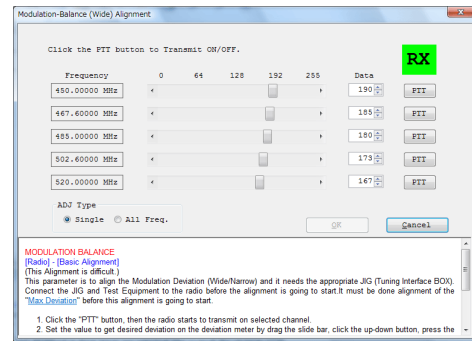 Modulation-Balance (Wide) Alignment
Click the PTT button to Transmit ON/OFF.
RX
Frequency 0 64 128 192 255 Data
450.00000 MHz 190 PTT
467.60000 MHz 185 PTT
485.00000 MHz 180 PTT
502.60000 MHz 173 PTT
520.00000 MHz 167 PTT
ADJ Type
Single All Freq.
OK Cancel
MODULATION BALANCE
[Radio] - [Basic Alignment]
(This Alignment is difficult.)
This parameter is to align the Modulation Deviation (Wide/Narrow) and it needs the appropriate JIG (Tuning Interface BOX).
Connect the JIG and Test Equipment to the radio before the alignment is going to start.It must be done alignment of the
"Max Deviation" before this alignment is going to start.
1. Click the "PTT" button, then the radio starts to transmit on selected channel.
2. Set the value to get desired deviation on the deviation meter by drag the slide bar, click the up-down button, press the